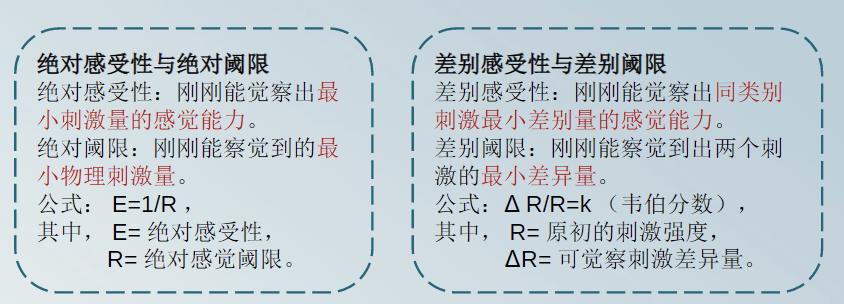 绝对感受性与绝对阈限
绝对感受性：刚刚能觉察出最
小刺激量的感觉能力。
绝对阈限：刚刚能察觉到的最
小物理刺激量。
公式： E=1/R ，
其中， E= 绝对感受性，
R= 绝对感觉阈限。
差别感受性与差别阈限
差别感受性：刚刚能觉察出同类别
刺激最小差别量的感觉能力。
差别阈限：刚刚能察觉到出两个刺
激的最小差异量。
公式：Δ R/R=k （韦伯分数），
其中， R= 原初的刺激强度，
ΔR= 可觉察刺激差异量。